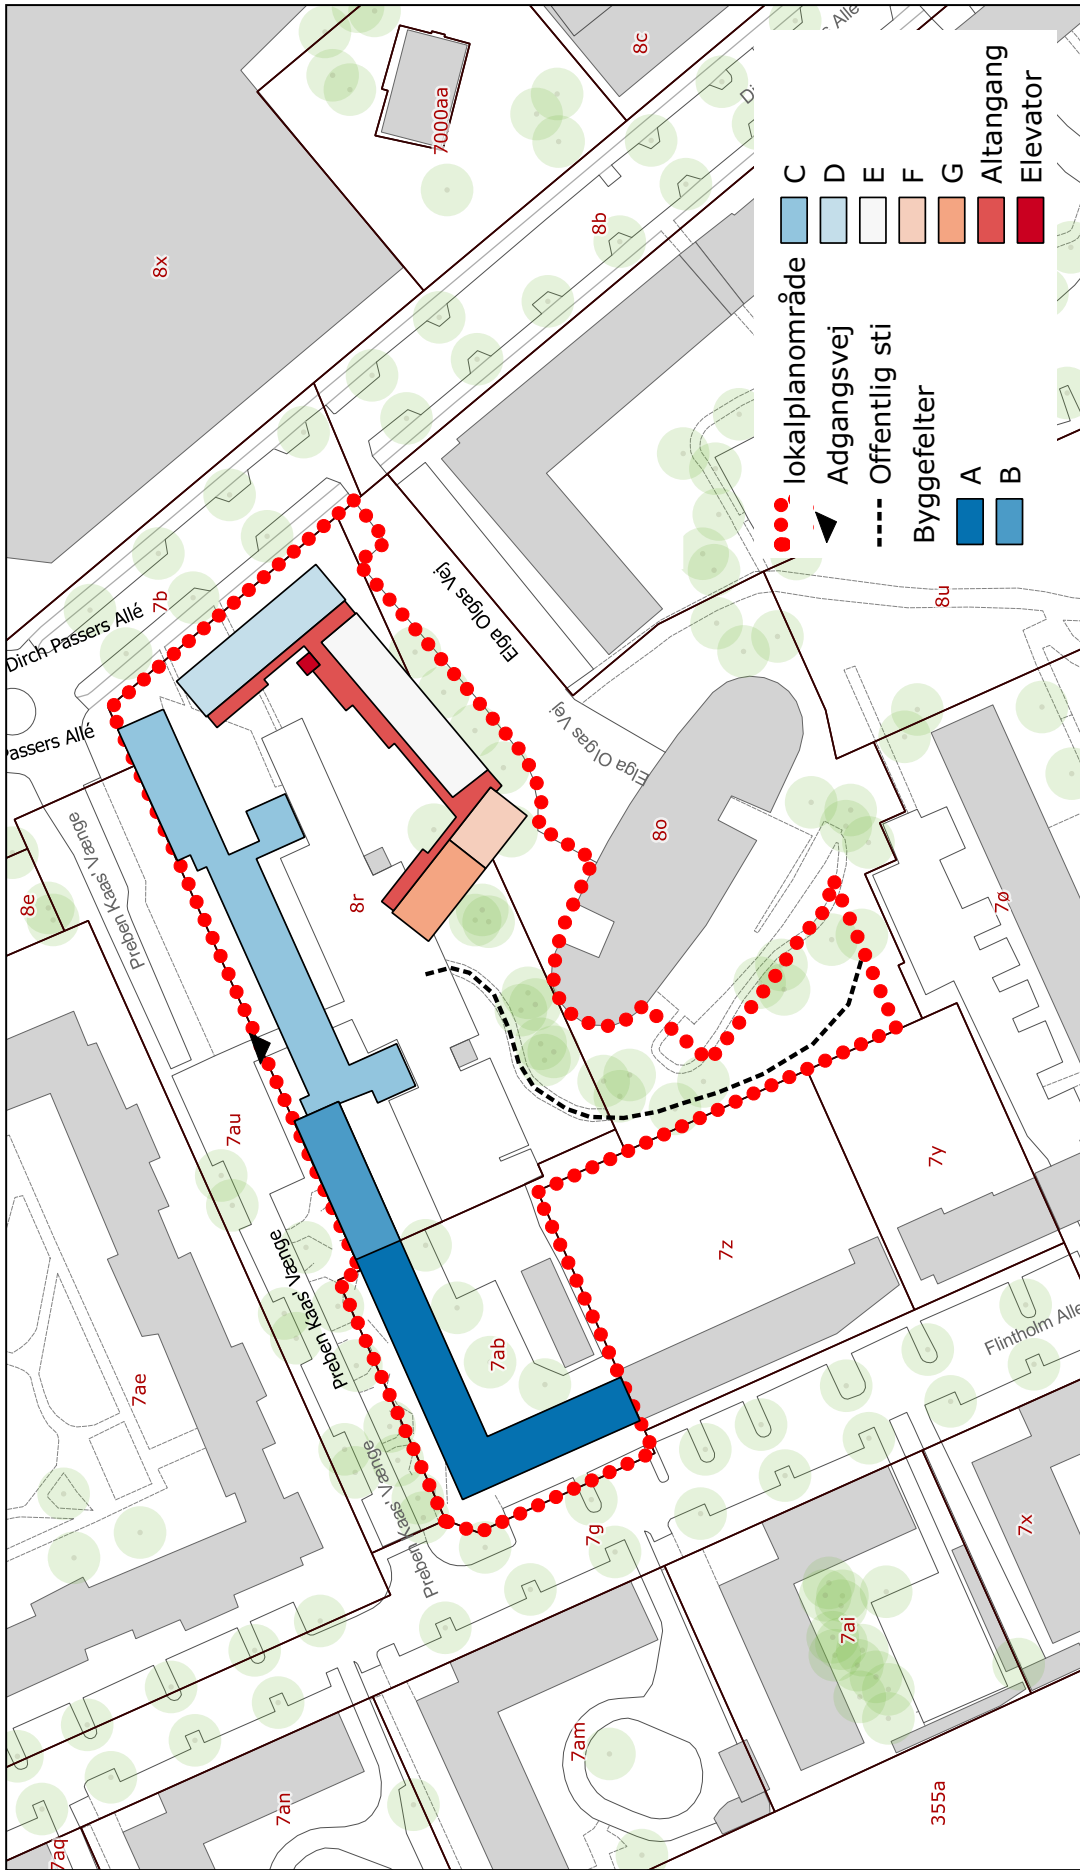 8x
8c
7000aa
8b
Dirch Passers Allé
7b
Passers Allé
Preben Kaas' Vænge
8e
8r
Elga Olgas Vej
Elga Olgas Vej
8o
8u
7ø
7au
Preben Kaas' Vænge
7ae
7ab
7z
7y
Preben Kaas' Vænge
Flintholm Alle
7g
7x
7ai
7am
7an
7aq
355a
lokalplanområde
Adgangsvej
Offentlig sti
Byggefelter
A
B
C
D
E
F
G
Altangang
Elevator